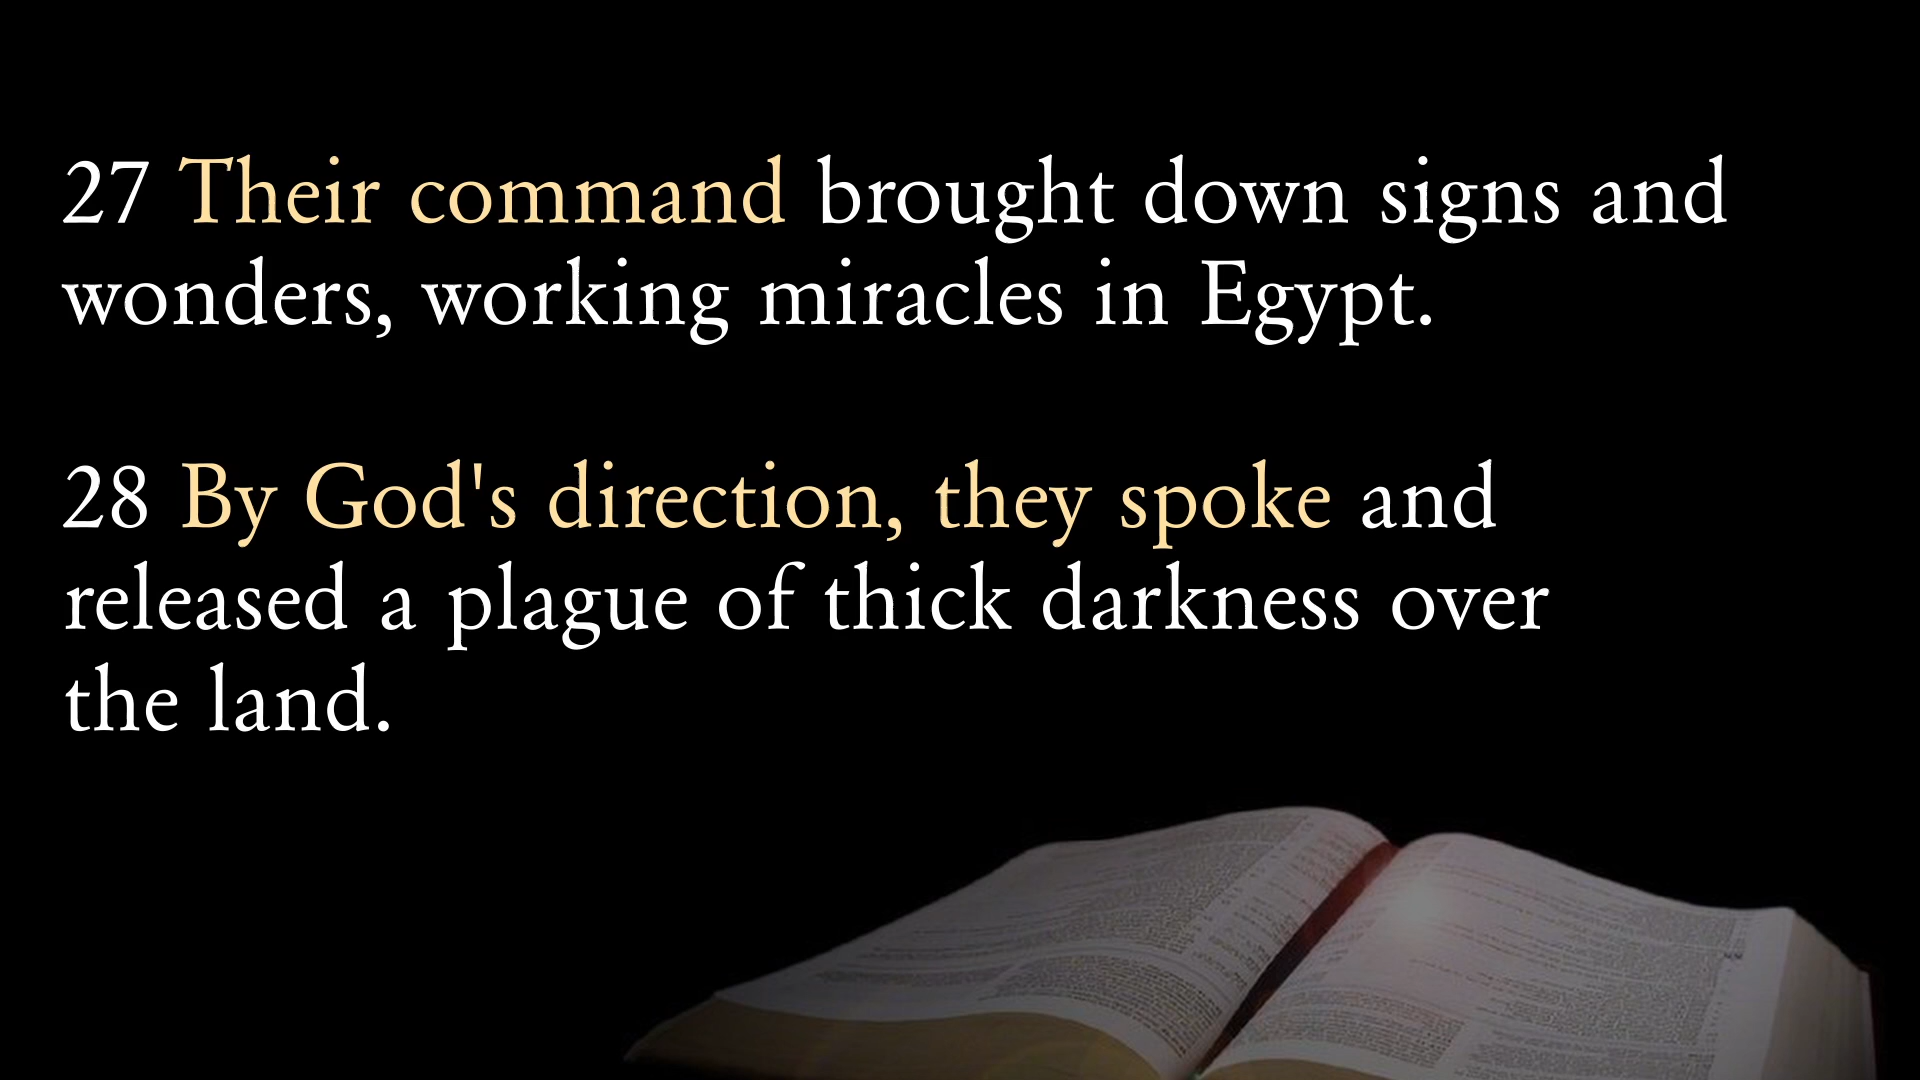 27 Their command brought down signs and
wonders, working miracles in Egypt.
28 By God's direction, they spoke and
released a plague of thick darkness over
the land.